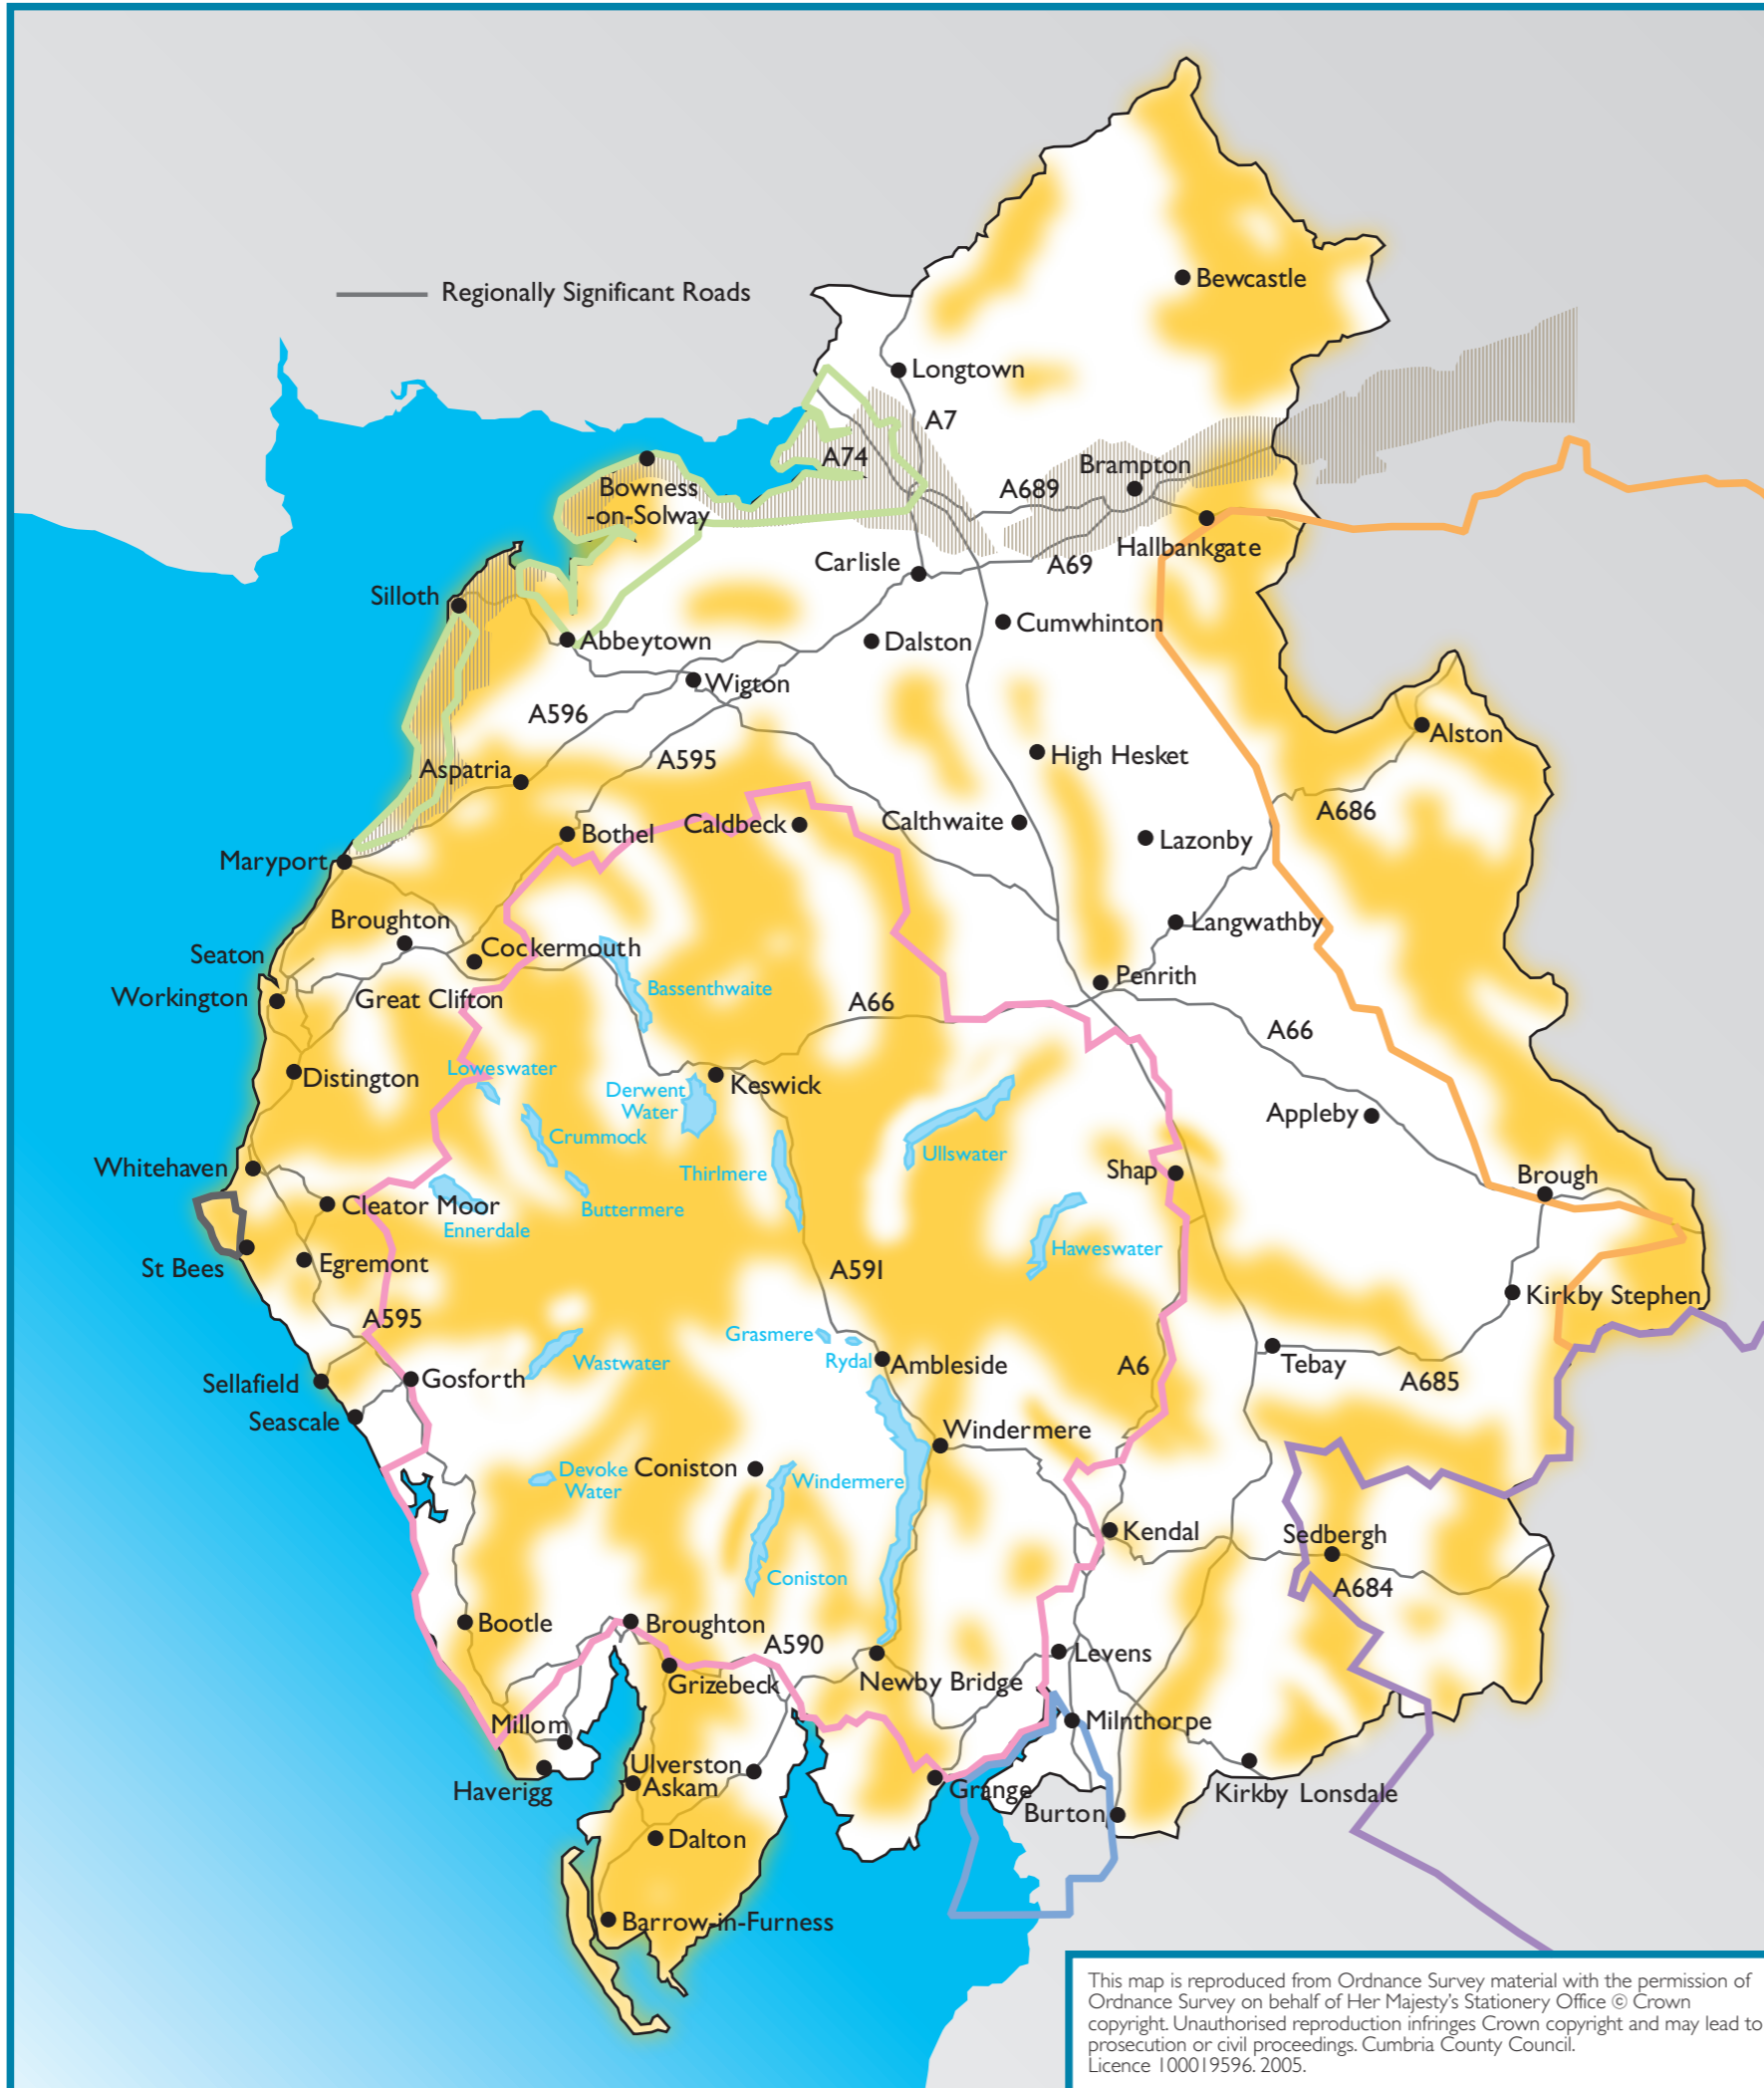 Regionally Significant Roads
Bewcastle
Longtown
A7
A74
Brampton
A689
Bowness
-on-Solway
Hallbankgate
A69
Carlisle
Silloth
Cumwhinton
Abbeytown
Dalston
Wigton
A596
Alston
High Hesket
A595
Aspatria
A686
Caldbeck
Calthwaite
Bothel
Lazonby
Maryport
Broughton
Langwathby
Cockermouth
Seaton
Penrith
Bassenthwaite
Workington
Great Clifton
A66
A66
Loweswater
Distington
Derwent
Water
Keswick
Appleby
Crummock
Ullswater
Whitehaven
Thirlmere
Shap
Brough
Cleator Moor
Buttermere
Ennerdale
Haweswater
St Bees
Egremont
A591
Kirkby Stephen
A595
Grasmere
Rydal
Wastwater
Ambleside
Tebay
A6
A685
Sellafield
Gosforth
Seascale
Windermere
Devoke
Water
Coniston
Windermere
Kendal
Sedbergh
Coniston
A684
Bootle
Broughton
A590
Levens
Grizebeck
Newby Bridge
Millom
Milnthorpe
Ulverston
Askam
Haverigg
Grange
Kirkby Lonsdale
Burton
Dalton
Barrow-in-Furness
This map is reproduced from Ordnance Survey material with the permission of
Ordnance Survey on behalf of Her Majesty's Stationery Office © Crown
copyright. Unauthorised reproduction infringes Crown copyright and may lead to
prosecution or civil proceedings. Cumbria County Council.
Licence 100019596. 2005.